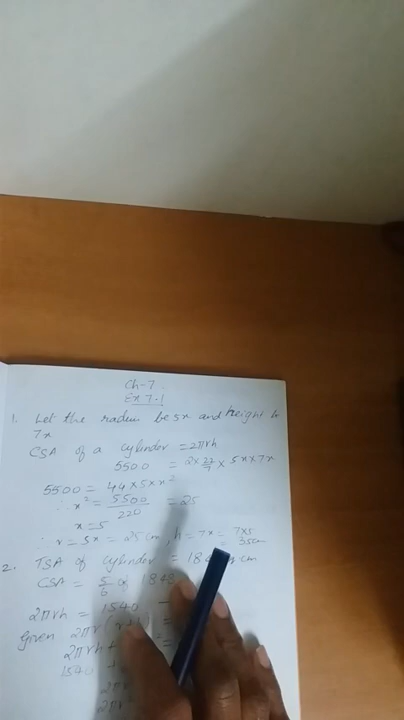 Ch-7.
Ex 7.1
1. Let the radius be 5x and height be
7x
CSA of a cylinder = 2πrh
5500 = 2 × 22/7 × 5x × 7x
5500 = 44 × 5 × x²
∴ x² = 5500/220 = 25
x = 5
∴ r = 5x = 25 cm, h = 7x = 7×5
= 35cm
2. TSA of cylinder = 18 cm
CSA = 5/6 of 1848
2πrh = 1540
Given 2πr(r+h) =
2πrh +
1540 +